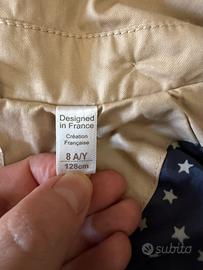 Designed
in France
Création
Française
8 A/Y
128cm
subito